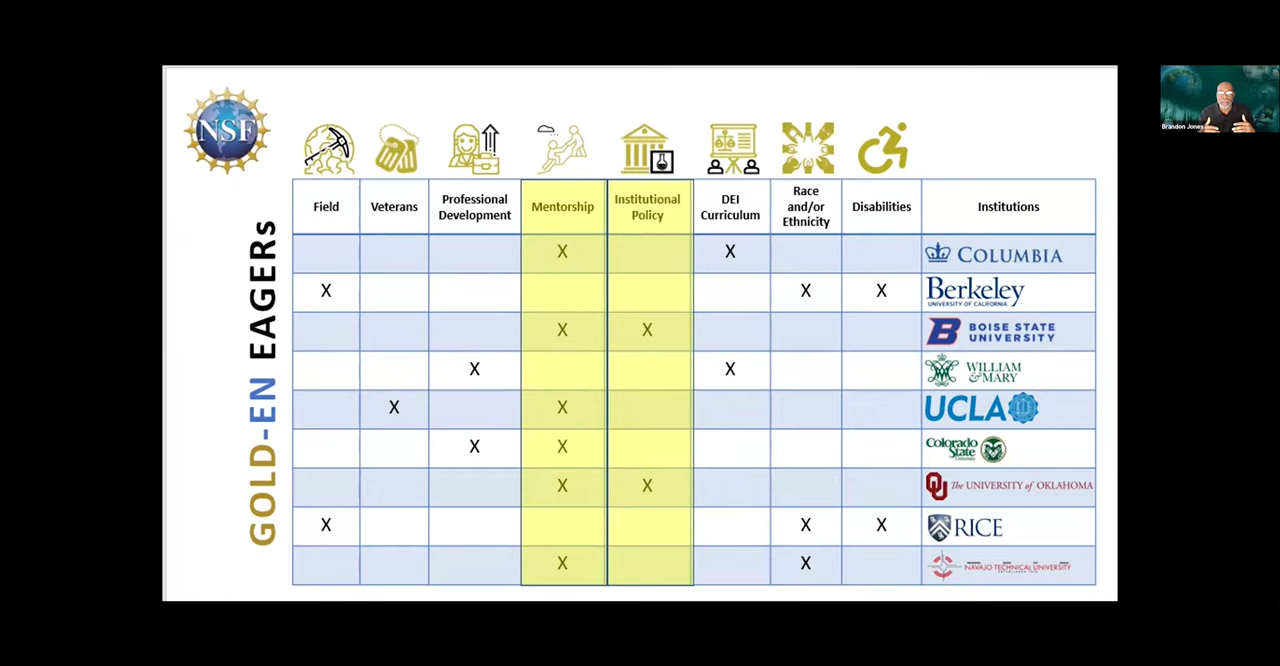 NSF
GOLD-EN EAGERs
Field
Veterans
Professional
Development
Mentorship
Institutional
Policy
DEI
Curriculum
Race
and/or
Ethnicity
Disabilities
Institutions
X X COLUMBIA
X X X Berkeley
UNIVERSITY OF CALIFORNIA
X X B BOISE STATE
UNIVERSITY
X X WILLIAM
& MARY
X X UCLA
X X Colorado
State
University
X X OU The UNIVERSITY of OKLAHOMA
X X X RICE
X X NAVAJO TECHNICAL UNIVERSITY
Brandon Jones